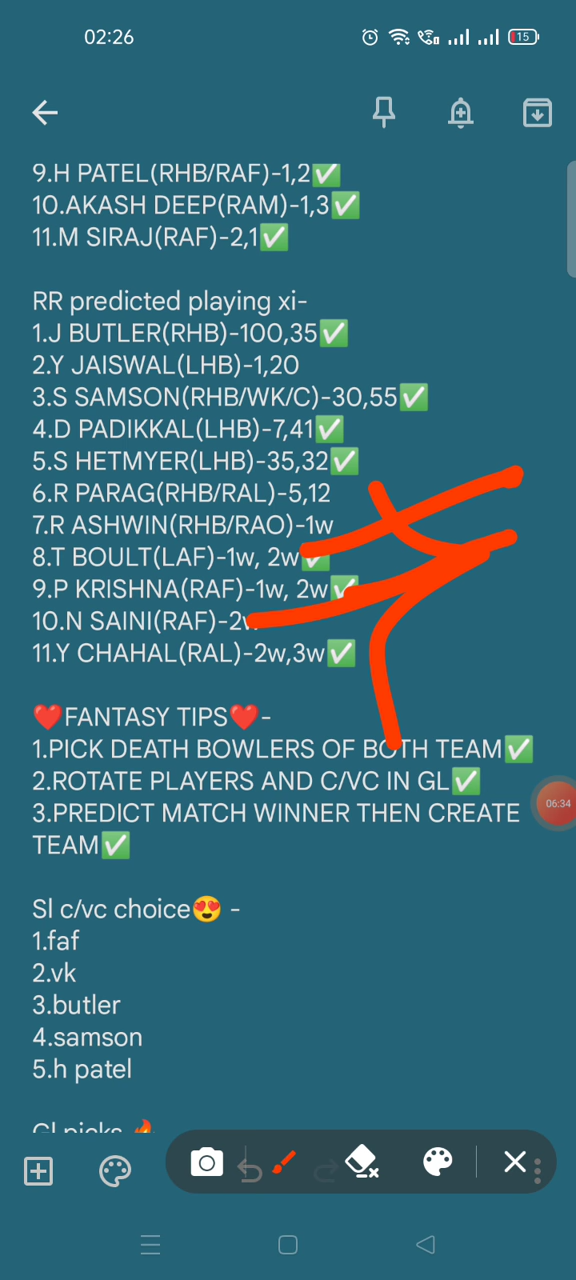 02:26
15
9.H PATEL(RHB/RAF)-1,2✅
10.AKASH DEEP(RAM)-1,3✅
11.M SIRAJ(RAF)-2,1✅
RR predicted playing xi-
1.J BUTLER(RHB)-100,35✅
2.Y JAISWAL(LHB)-1,20
3.S SAMSON(RHB/WK/C)-30,55✅
4.D PADIKKAL(LHB)-7,41✅
5.S HETMYER(LHB)-35,32✅
6.R PARAG(RHB/RAL)-5,12
7.R ASHWIN(RHB/RAO)-1w
8.T BOULT(LAF)-1w, 2w✅
9.P KRISHNA(RAF)-1w, 2w✅
10.N SAINI(RAF)-2w
11.Y CHAHAL(RAL)-2w,3w✅
❤️FANTASY TIPS❤️-
1.PICK DEATH BOWLERS OF BOTH TEAM✅
2.ROTATE PLAYERS AND C/VC IN GL✅
3.PREDICT MATCH WINNER THEN CREATE
TEAM✅
06:34
Sl c/vc choice😍 -
1.faf
2.vk
3.butler
4.samson
5.h patel
Gl picks 🔥